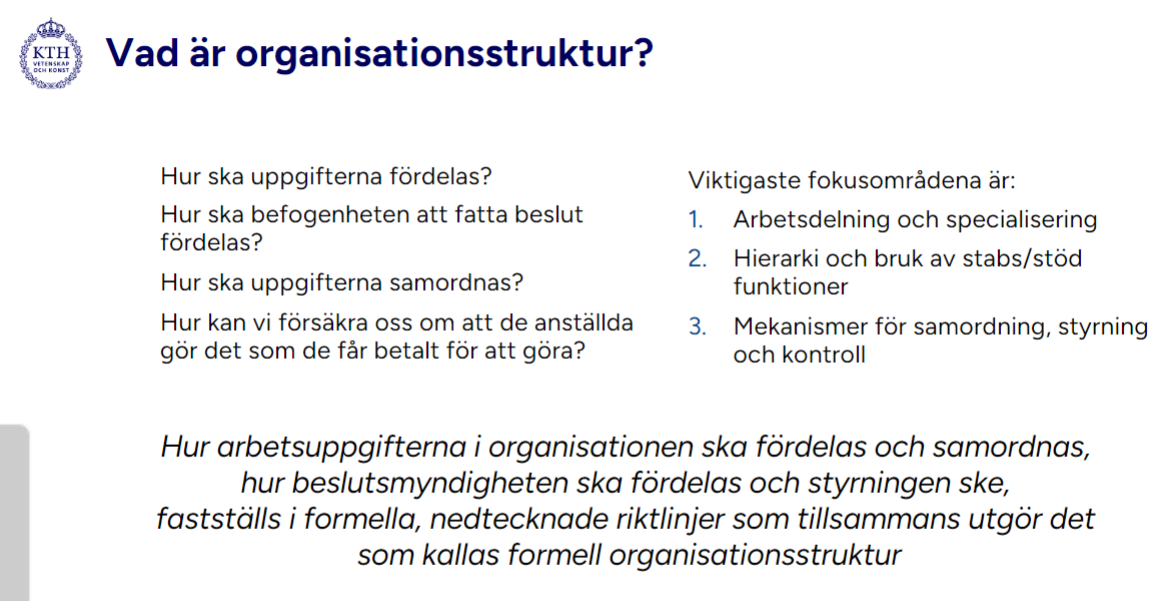 KTH
VETENSKAP
OCH KONST
Vad är organisationsstruktur?
Hur ska uppgifterna fördelas?
Hur ska befogenheten att fatta beslut
fördelas?
Hur ska uppgifterna samordnas?
Hur kan vi försäkra oss om att de anställda
gör det som de får betalt för att göra?
Viktigaste fokusområdena är:
1. Arbetsdelning och specialisering
2. Hierarki och bruk av stabs/stöd
funktioner
3. Mekanismer för samordning, styrning
och kontroll
Hur arbetsuppgifterna i organisationen ska fördelas och samordnas,
hur beslutsmyndigheten ska fördelas och styrningen ske,
fastställs i formella, nedtecknade riktlinjer som tillsammans utgör det
som kallas formell organisationsstruktur